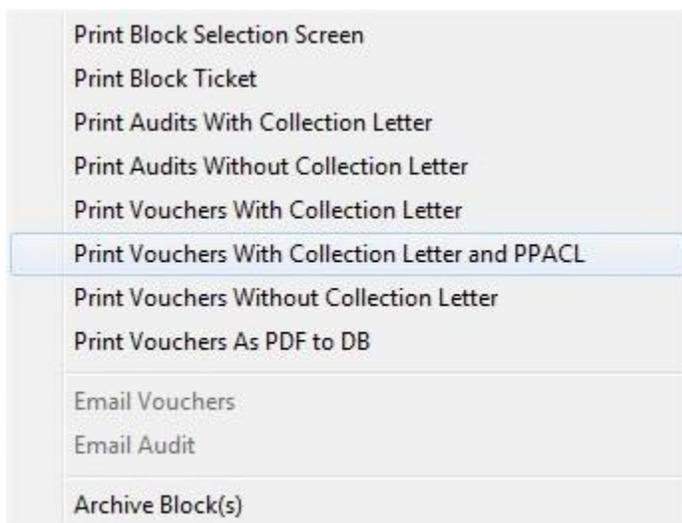 Print Block Selection Screen
Print Block Ticket
Print Audits With Collection Letter
Print Audits Without Collection Letter
Print Vouchers With Collection Letter
Print Vouchers With Collection Letter and PPACL
Print Vouchers Without Collection Letter
Print Vouchers As PDF to DB
Email Vouchers
Email Audit
Archive Block(s)